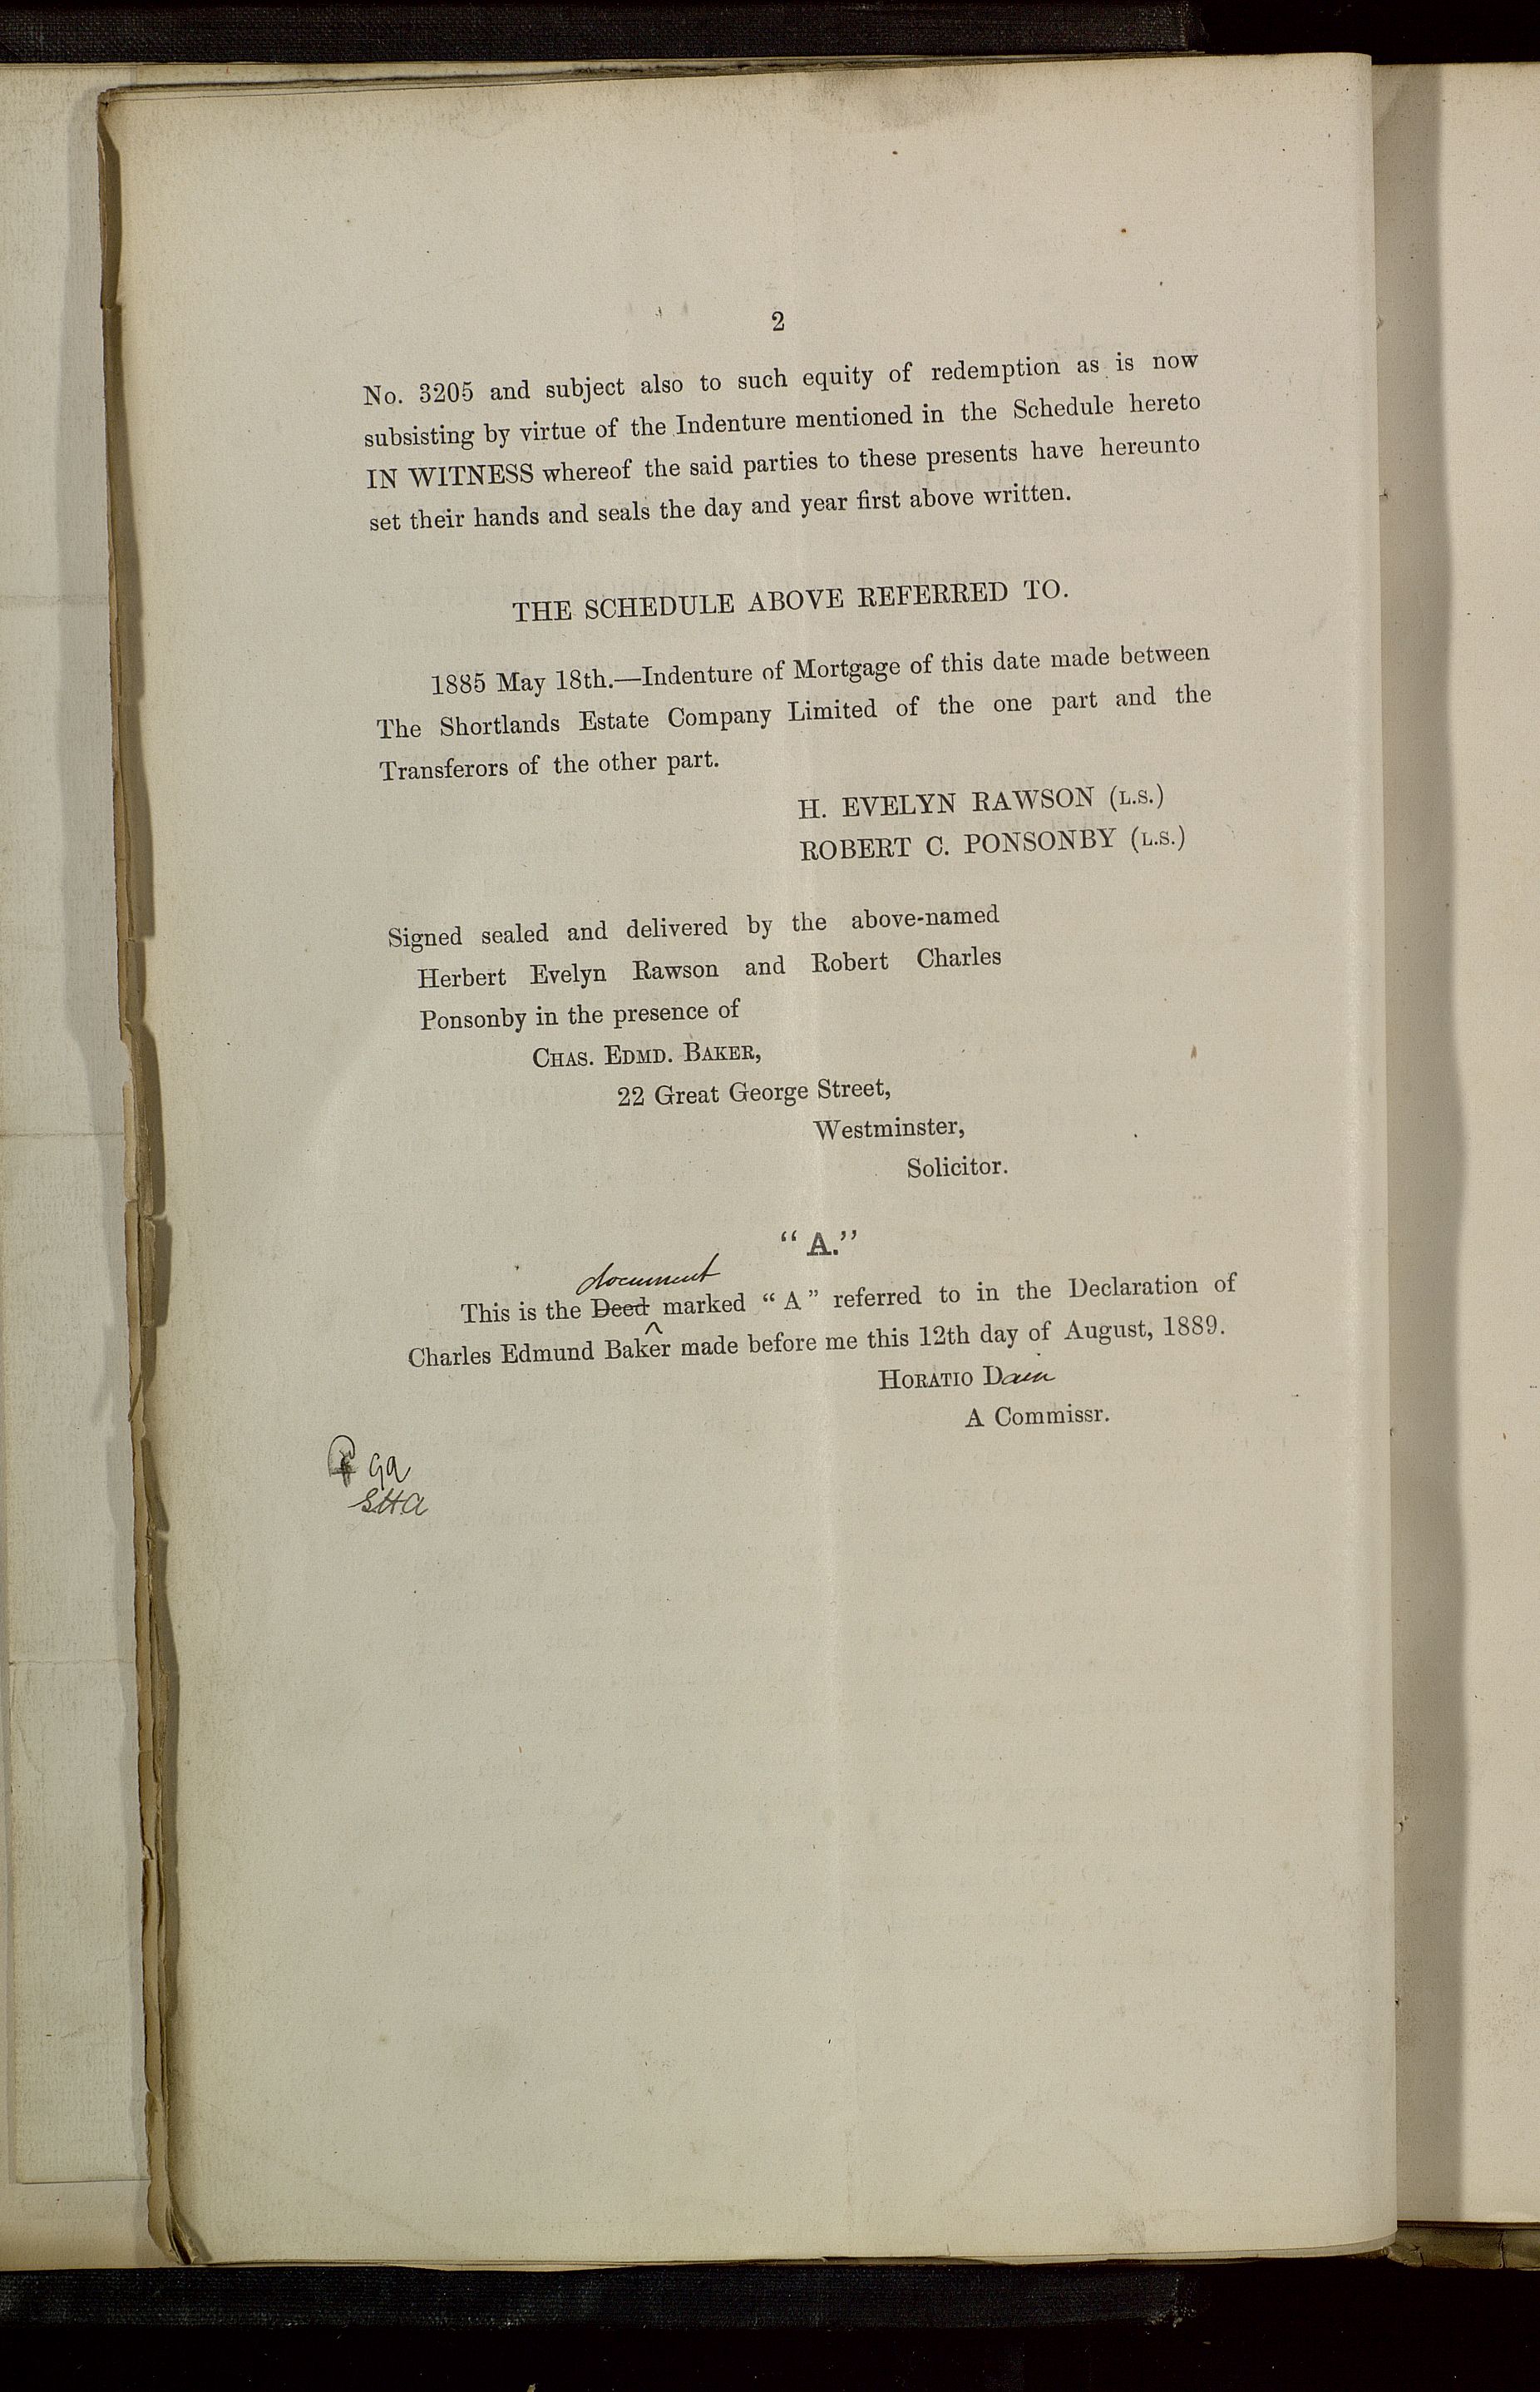 2
No. 3205 and subject also to such equity of redemption as is now
subsisting by virtue of the Indenture mentioned in the Schedule hereto
IN WITNESS whereof the said parties to these presents have hereunto
set their hands and seals the day and year first above written.
THE SCHEDULE ABOVE REFERRED TO.
1885 May 18th.—Indenture of Mortgage of this date made between
The Shortlands Estate Company Limited of the one part and the
Transferors of the other part.
H. EVELYN RAWSON (L.S.)
ROBERT C. PONSONBY (L.S.)
Signed sealed and delivered by the above-named
Herbert Evelyn Rawson and Robert Charles
Ponsonby in the presence of
CHAS. EDMD. BAKER,
22 Great George Street,
Westminster,
Solicitor.
“A.”
document
This is the Deed marked “A” referred to in the Declaration of
Charles Edmund Baker made before me this 12th day of August, 1889.
HORATIO Dain
A Commissr.